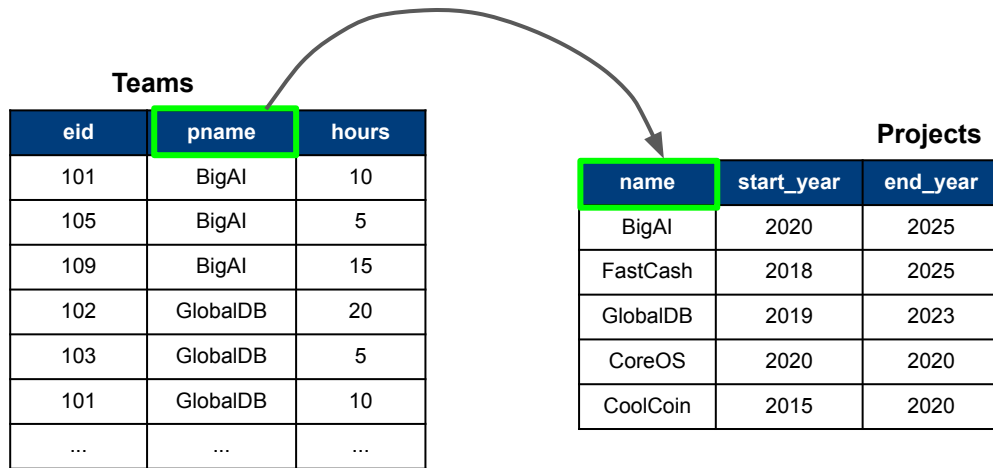 Teams
eid pname hours
101 BigAI 10
105 BigAI 5
109 BigAI 15
102 GlobalDB 20
103 GlobalDB 5
101 GlobalDB 10
... ... ...
Projects
name start_year end_year
BigAI 2020 2025
FastCash 2018 2025
GlobalDB 2019 2023
CoreOS 2020 2020
CoolCoin 2015 2020